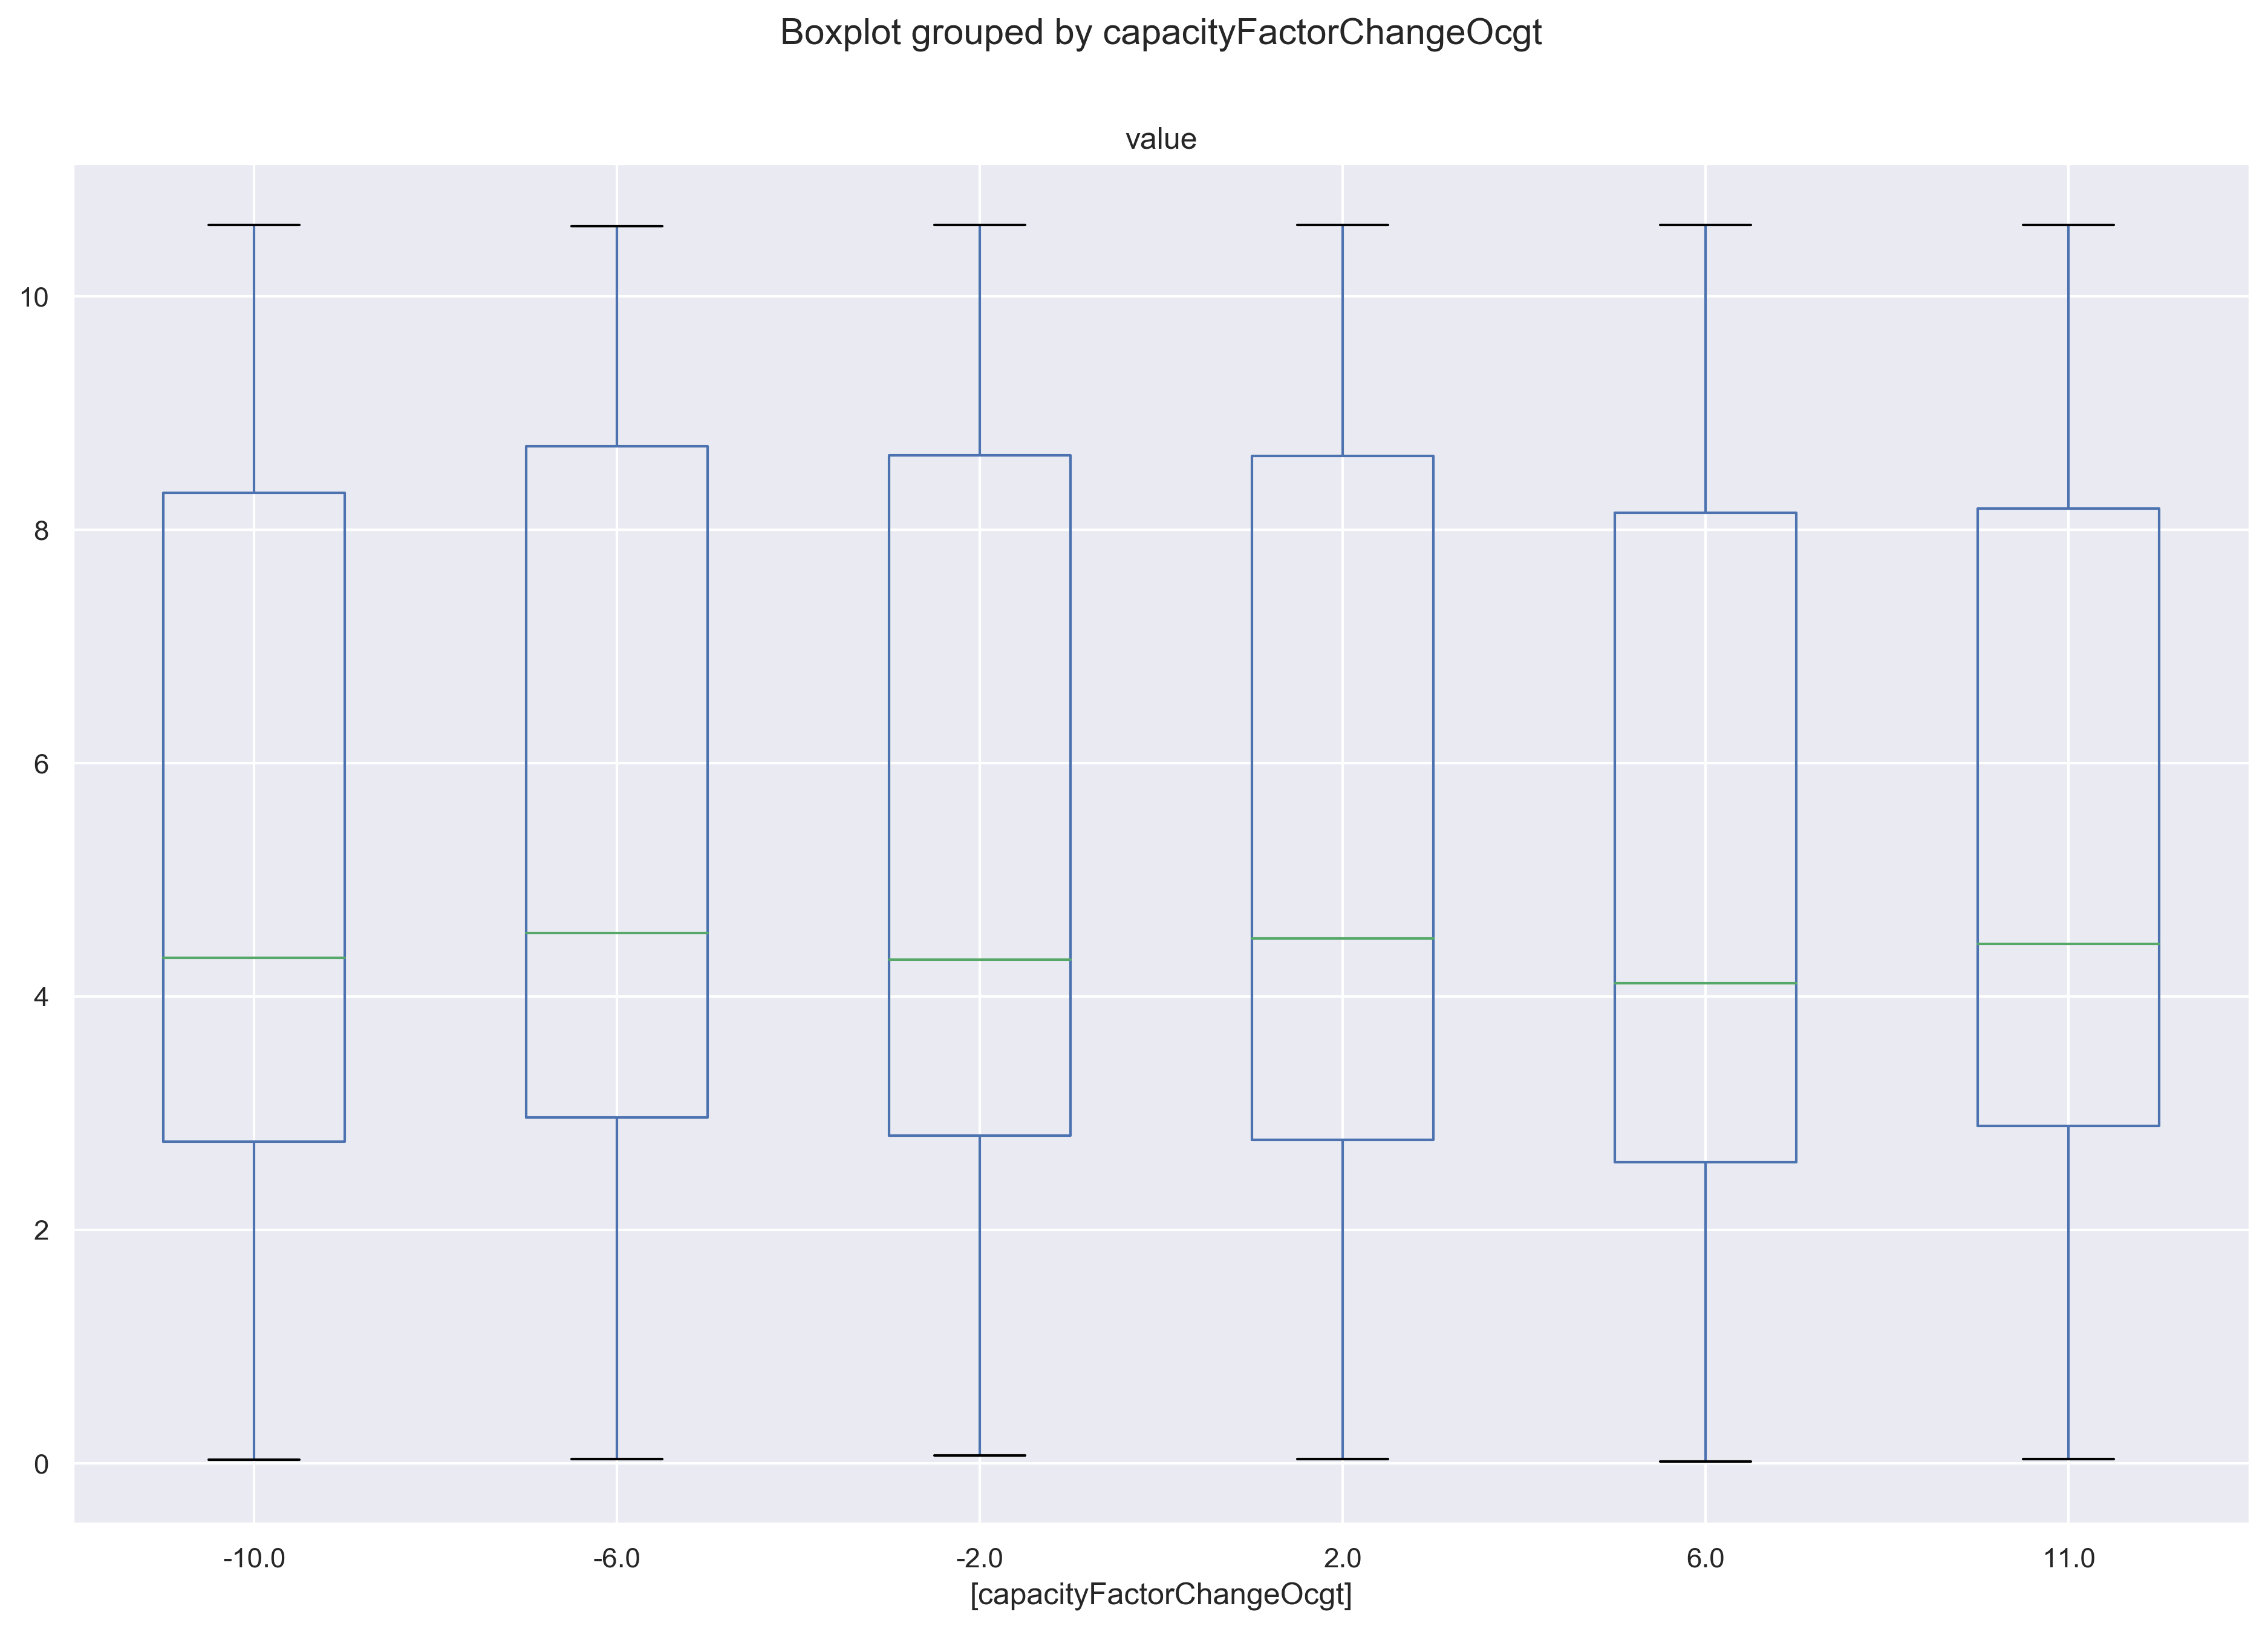 Boxplot grouped by capacityFactorChangeOcgt
value
10
8
6
4
2
0
-10.0 -6.0 -2.0 2.0 6.0 11.0
[capacityFactorChangeOcgt]